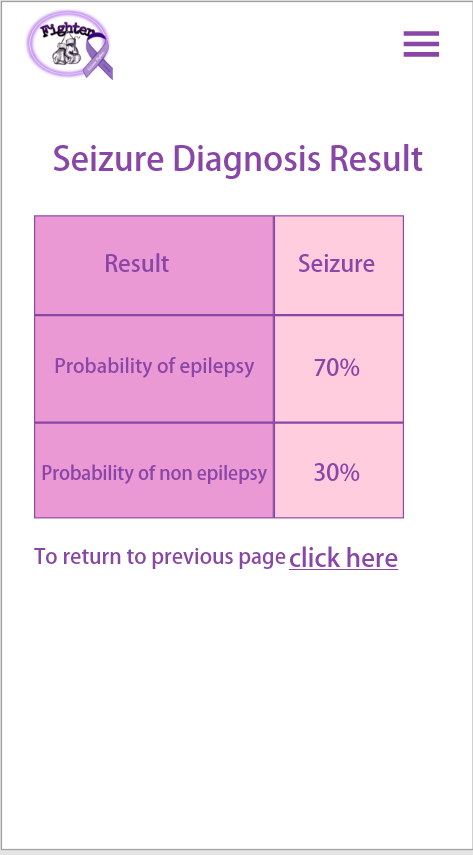 Fighten
Seizure Diagnosis Result
Result Seizure
Probability of epilepsy 70%
Probability of non epilepsy 30%
To return to previous page click here